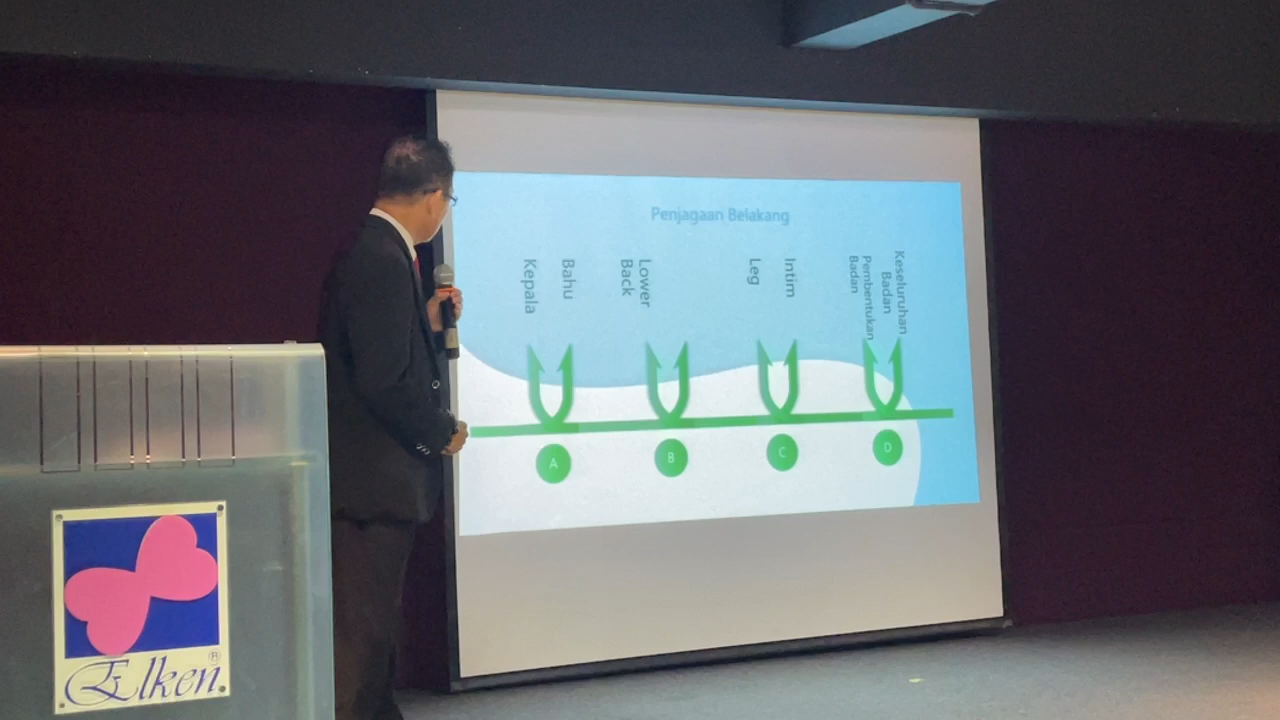 Penjagaan Belakang
Kepala
Bahu
Lower
Back
Leg
Intim
Keseluruhan
Badan
Pembentukan
Badan
A
B
C
D
Elken ®